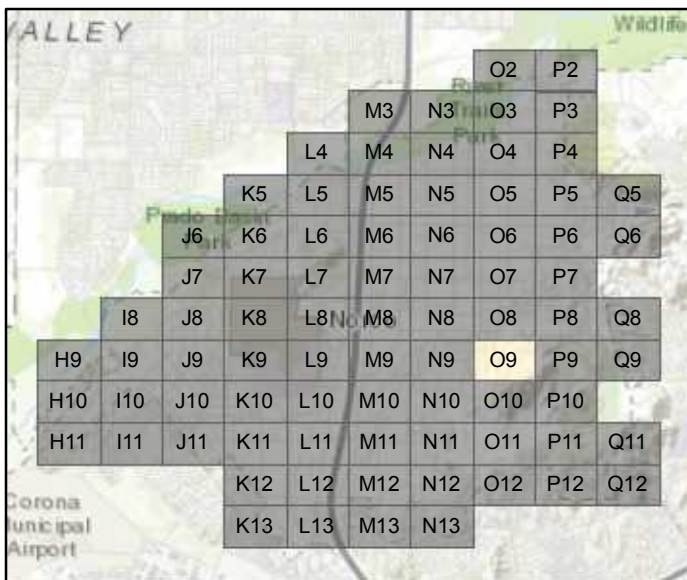 VALLEY
Wildlife
O2 P2
River Trails Park
M3 N3 O3 P3
L4 M4 N4 O4 P4
K5 L5 M5 N5 O5 P5 Q5
Prado Basin Park
J6 K6 L6 M6 N6 O6 P6 Q6
J7 K7 L7 M7 N7 O7 P7
I8 J8 K8 L8 M8 N8 O8 P8 Q8
Norco
H9 I9 J9 K9 L9 M9 N9 O9 P9 Q9
H10 I10 J10 K10 L10 M10 N10 O10 P10
H11 I11 J11 K11 L11 M11 N11 O11 P11 Q11
K12 L12 M12 N12 O12 P12 Q12
K13 L13 M13 N13
Corona
Municipal
Airport